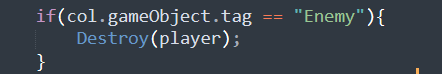 if(col.gameObject.tag == "Enemy"){
Destroy(player);
}